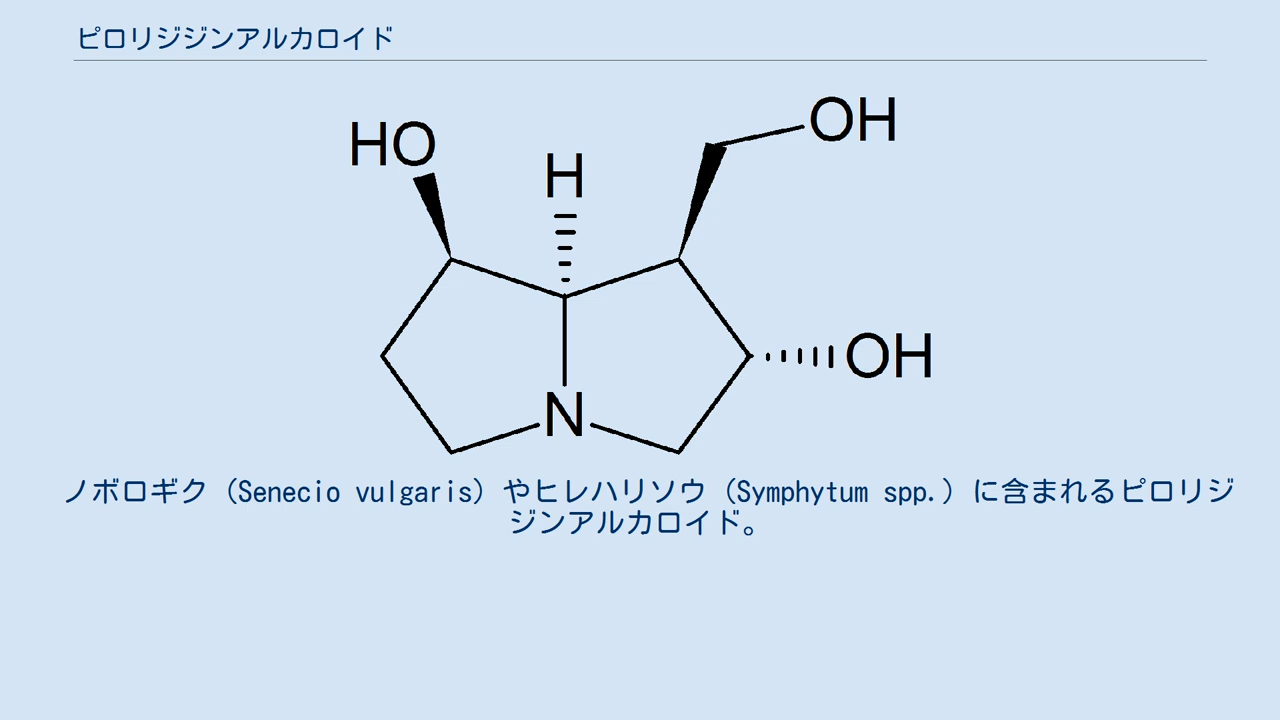 ピロリジジンアルカロイド
HO
H
OH
OH
N
ノボロギク（Senecio vulgaris）やヒレハリソウ（Symphytum spp.）に含まれるピロリジ
ジンアルカロイド。